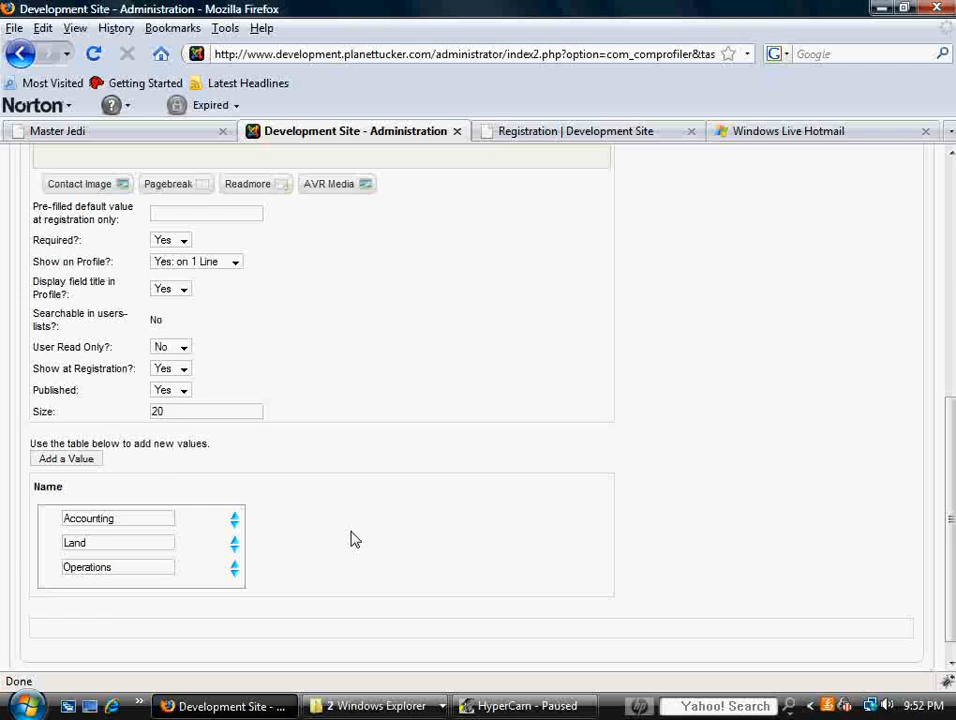 Development Site - Administration - Mozilla Firefox
File Edit View History Bookmarks Tools Help
http://www.development.planettucker.com/administrator/index2.php?option=com_comprofiler&tas
G Google
Most Visited Getting Started Latest Headlines
Norton Expired
Master Jedi Development Site - Administration Registration | Development Site Windows Live Hotmail
Contact Image Pagebreak Readmore AVR Media
Pre-filled default value
at registration only:
Required?: Yes
Show on Profile?: Yes: on 1 Line
Display field title in
Profile?: Yes
Searchable in users-
lists?: No
User Read Only?: No
Show at Registration?: Yes
Published: Yes
Size: 20
Use the table below to add new values.
Add a Value
Name
Accounting
Land
Operations
Done
Development Site - ... 2 Windows Explorer HyperCam - Paused hp Yahoo! Search 9:52 PM